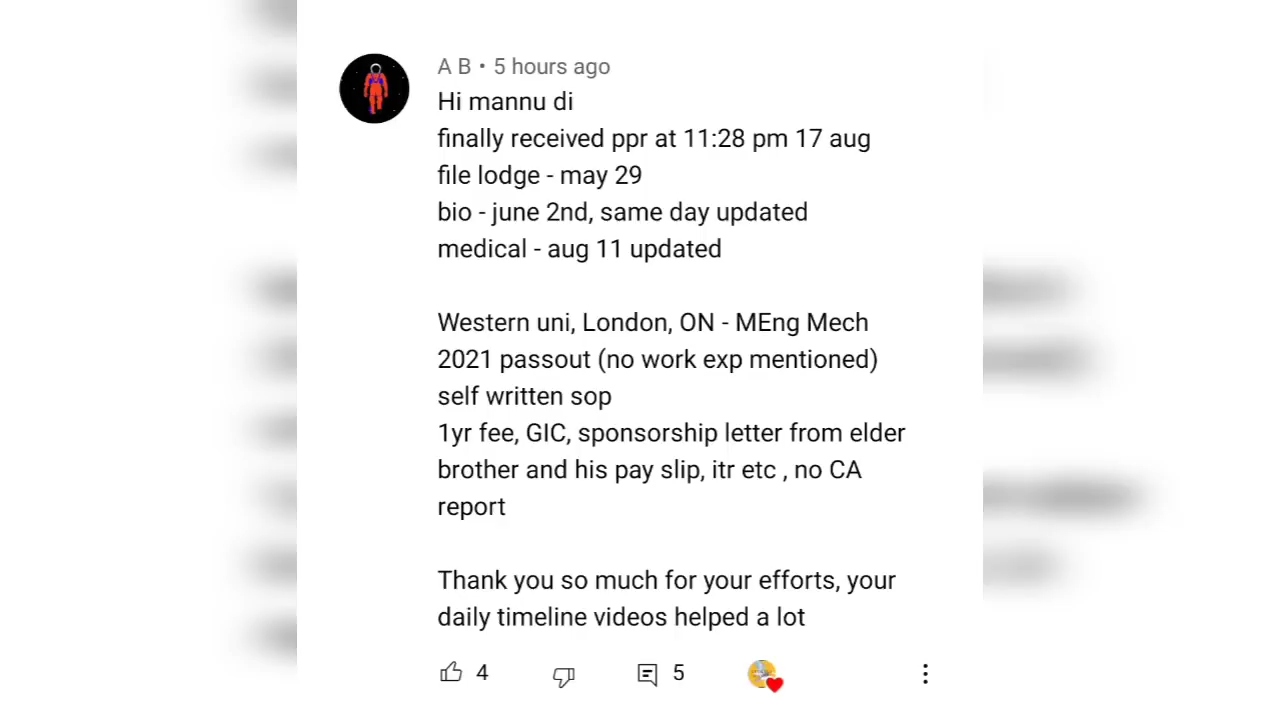 A B • 5 hours ago
Hi mannu di
finally received ppr at 11:28 pm 17 aug
file lodge - may 29
bio - june 2nd, same day updated
medical - aug 11 updated
Western uni, London, ON - MEng Mech
2021 passout (no work exp mentioned)
self written sop
1yr fee, GIC, sponsorship letter from elder
brother and his pay slip, itr etc , no CA
report
Thank you so much for your efforts, your
daily timeline videos helped a lot
4 5